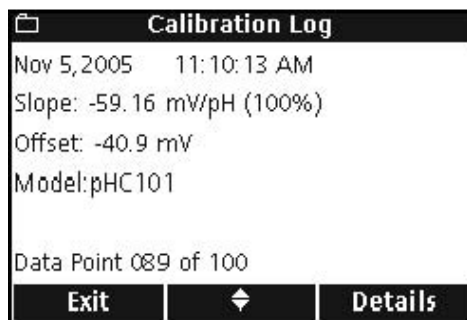 Calibration Log
Nov 5, 2005 11:10:13 AM
Slope: -59.16 mV/pH (100%)
Offset: -40.9 mV
Model:pHC101
Data Point 089 of 100
Exit Details